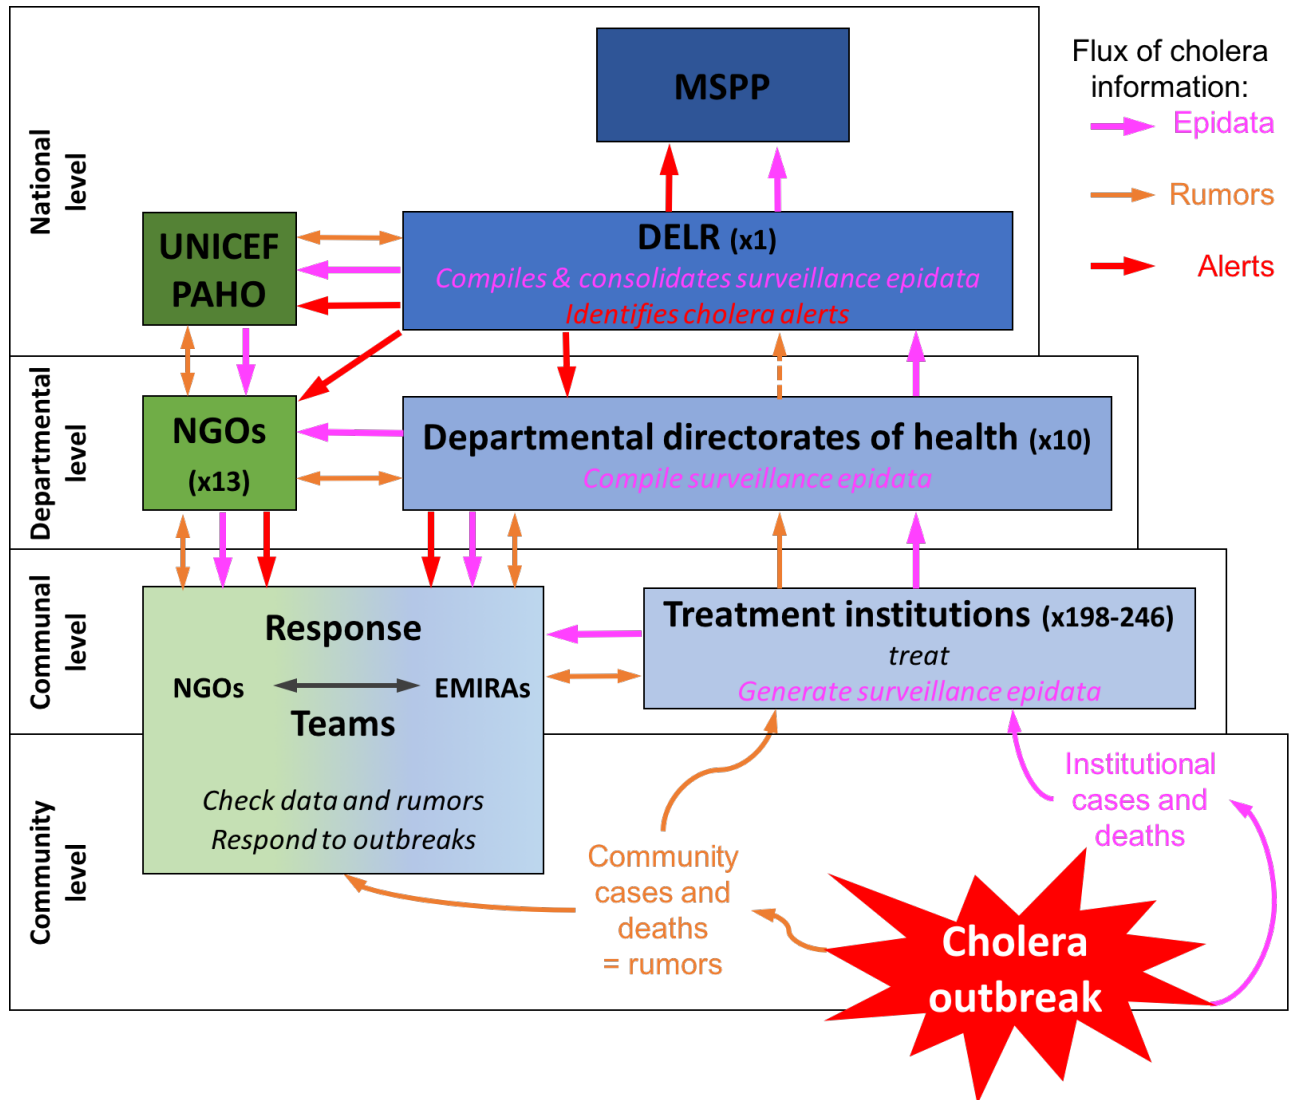 MSPP
Flux of cholera
information:
Epidata
Rumors
Alerts
National
level
UNICEF
PAHO
DELR (x1)
Compiles & consolidates surveillance epidata
Identifies cholera alerts
Departmental
level
NGOs
(x13)
Departmental directorates of health (x10)
Compile surveillance epidata
Communal
level
Response
NGOs
EMIRAs
Teams
Check data and rumors
Respond to outbreaks
Treatment institutions (x198-246)
treat
Generate surveillance epidata
Community
level
Community
cases and
deaths
= rumors
Institutional
cases and
deaths
Cholera
outbreak